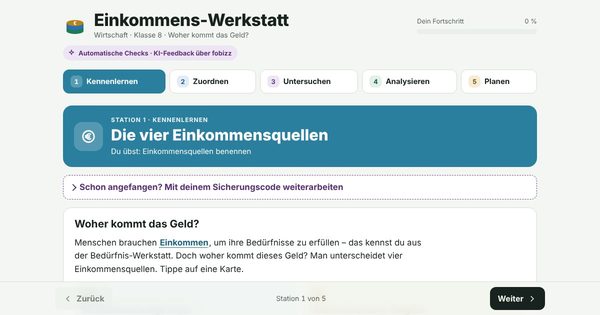 Einkommens-Werkstatt
Wirtschaft · Klasse 8 · Woher kommt das Geld?
Dein Fortschritt
0 %
Automatische Checks · KI-Feedback über fobizz
1 Kennenlernen
2 Zuordnen
3 Untersuchen
4 Analysieren
5 Planen
STATION 1 · KENNENLERNEN
Die vier Einkommensquellen
Du übst: Einkommensquellen benennen
Schon angefangen? Mit deinem Sicherungscode weiterarbeiten
Woher kommt das Geld?
Menschen brauchen Einkommen, um ihre Bedürfnisse zu erfüllen – das kennst du aus
der Bedürfnis-Werkstatt. Doch woher kommt dieses Geld? Man unterscheidet vier
Einkommensquellen. Tippe auf eine Karte.
Zurück
Station 1 von 5
Weiter